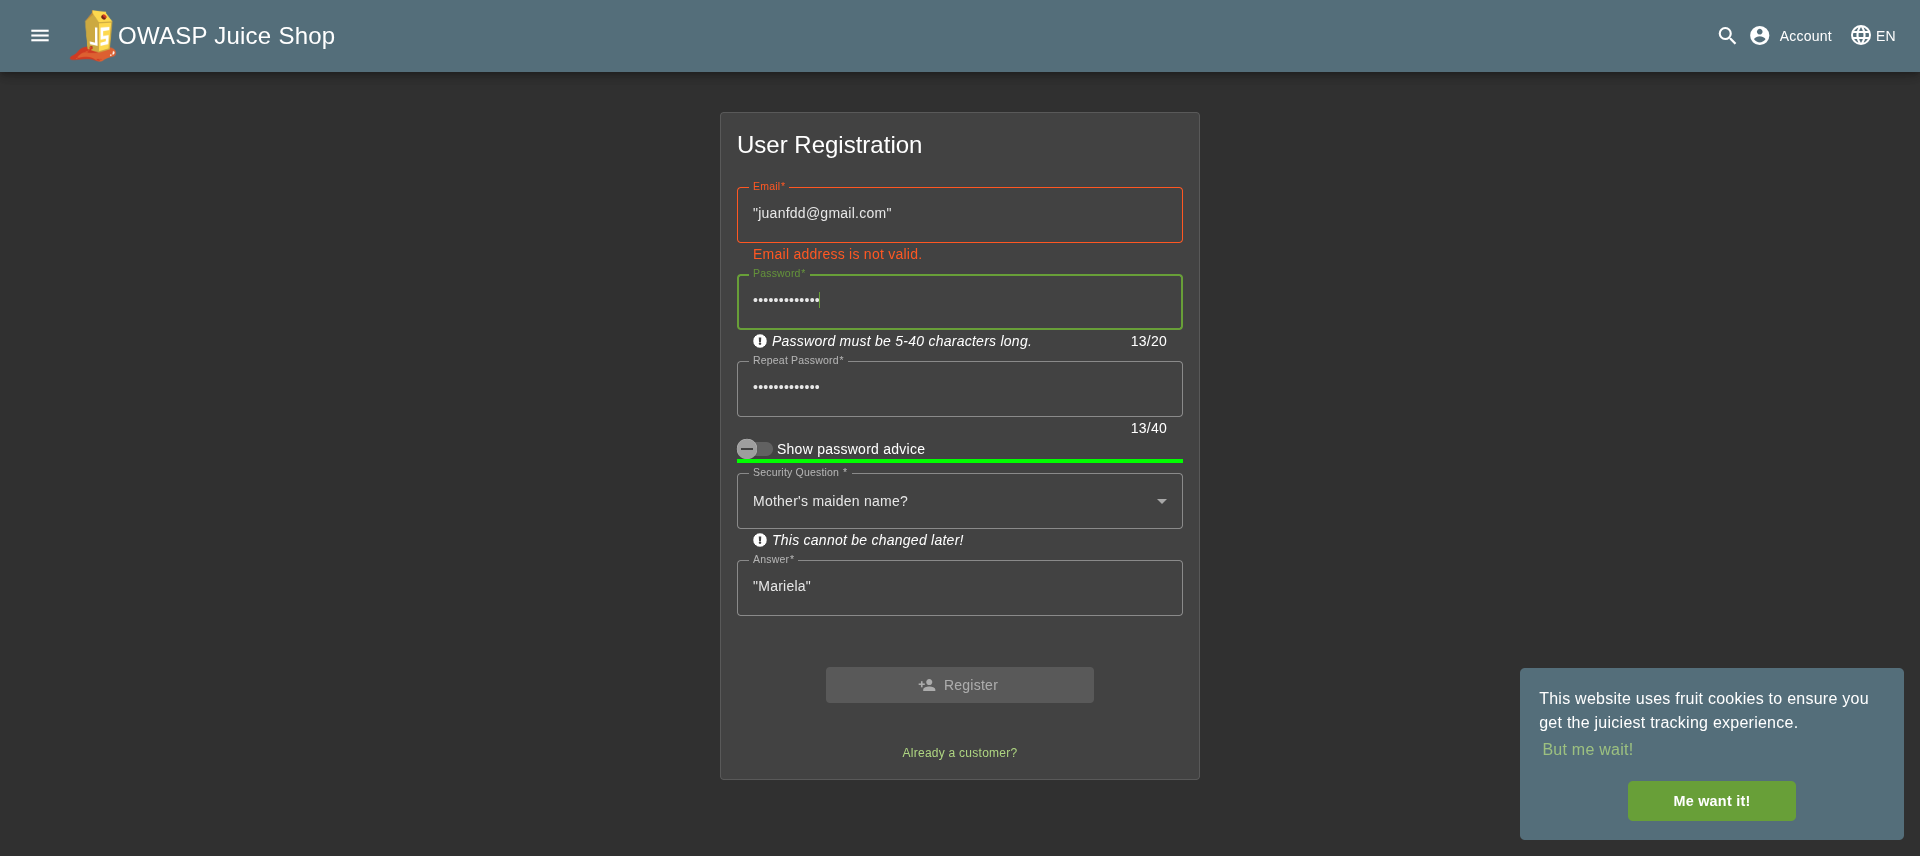 OWASP Juice Shop
Account
EN
User Registration
Email*
"juanfdd@gmail.com"
Email address is not valid.
Password*
•••••••••••••
Password must be 5-40 characters long.
13/20
Repeat Password*
•••••••••••••
13/40
Show password advice
Security Question *
Mother's maiden name?
This cannot be changed later!
Answer*
"Mariela"
Register
Already a customer?
This website uses fruit cookies to ensure you
get the juiciest tracking experience.
But me wait!
Me want it!